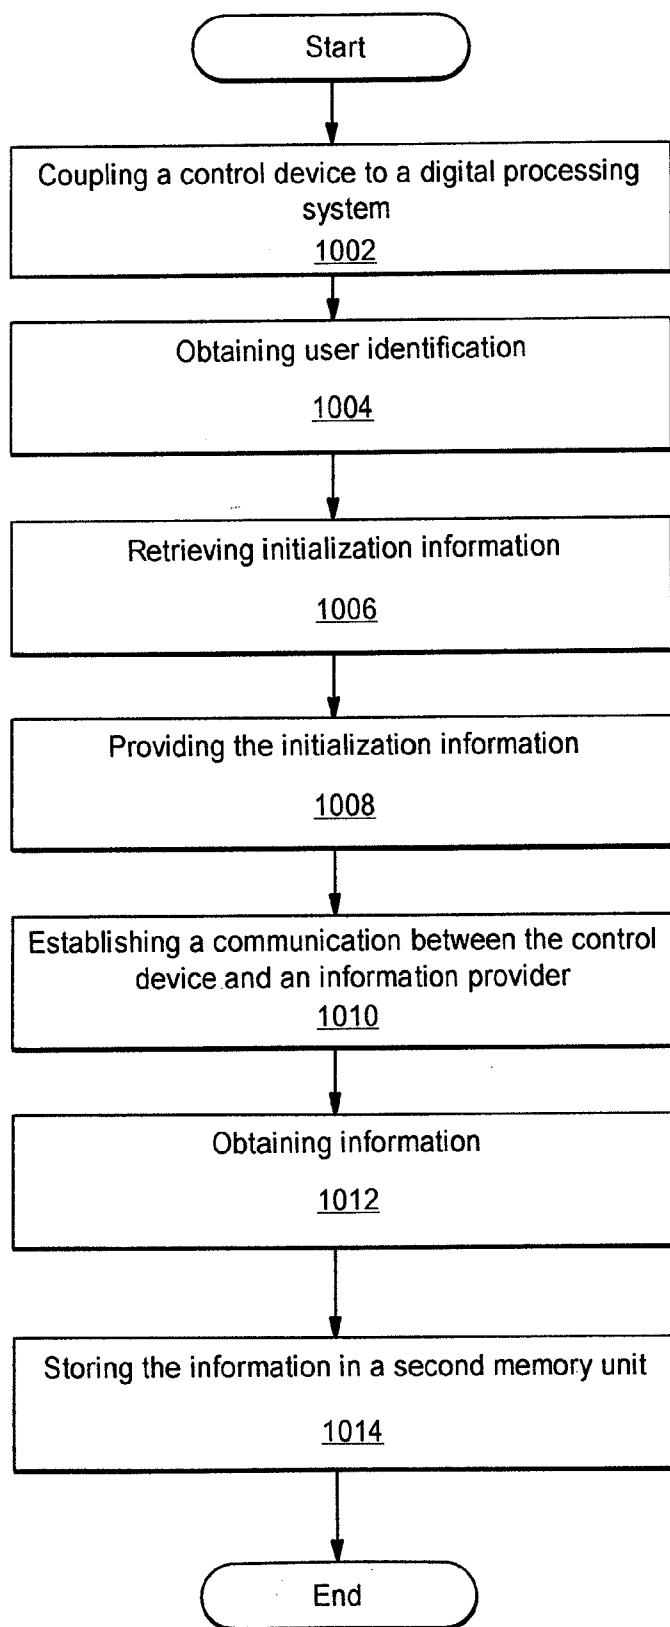 Start
Coupling a control device to a digital processing
system
1002
Obtaining user identification
1004
Retrieving initialization information
1006
Providing the initialization information
1008
Establishing a communication between the control
device and an information provider
1010
Obtaining information
1012
Storing the information in a second memory unit
1014
End